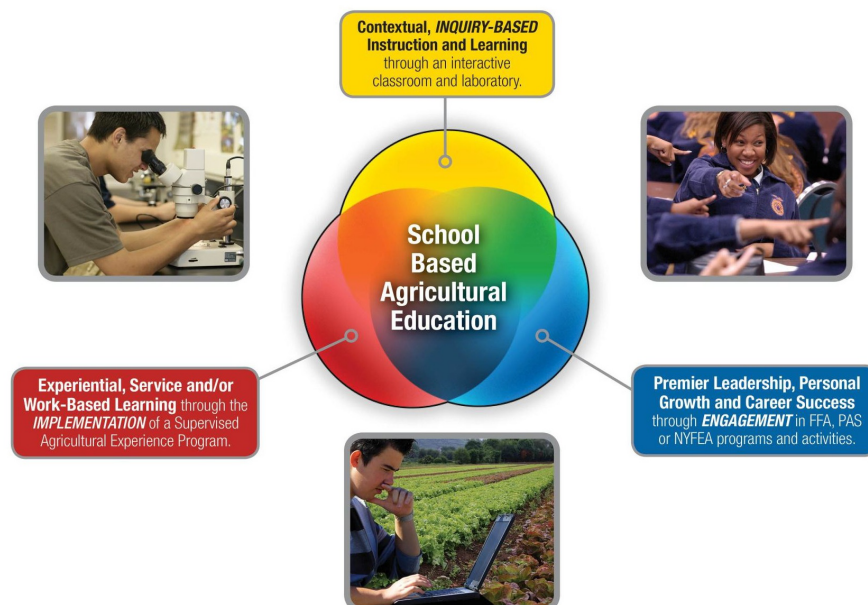 Contextual, INQUIRY-BASED
Instruction and Learning
through an interactive
classroom and laboratory.
School
Based
Agricultural
Education
Experiential, Service and/or
Work-Based Learning through the
IMPLEMENTATION of a Supervised
Agricultural Experience Program.
Premier Leadership, Personal
Growth and Career Success
through ENGAGEMENT in FFA, PAS
or NYFEA programs and activities.